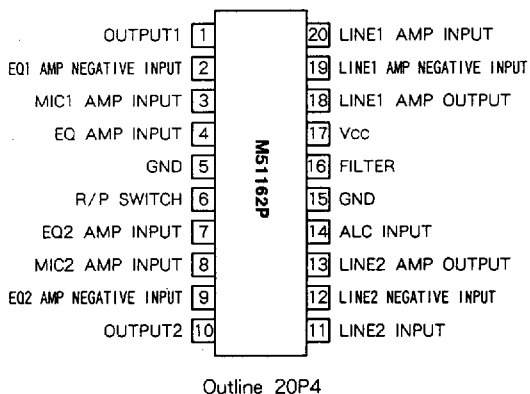 OUTPUT1 1
EQ1 AMP NEGATIVE INPUT 2
MIC1 AMP INPUT 3
EQ AMP INPUT 4
GND 5
R/P SWITCH 6
EQ2 AMP INPUT 7
MIC2 AMP INPUT 8
EQ2 AMP NEGATIVE INPUT 9
OUTPUT2 10
M51162P
20 LINE1 AMP INPUT
19 LINE1 AMP NEGATIVE INPUT
18 LINE1 AMP OUTPUT
17 Vcc
16 FILTER
15 GND
14 ALC INPUT
13 LINE2 AMP OUTPUT
12 LINE2 NEGATIVE INPUT
11 LINE2 INPUT
Outline 20P4